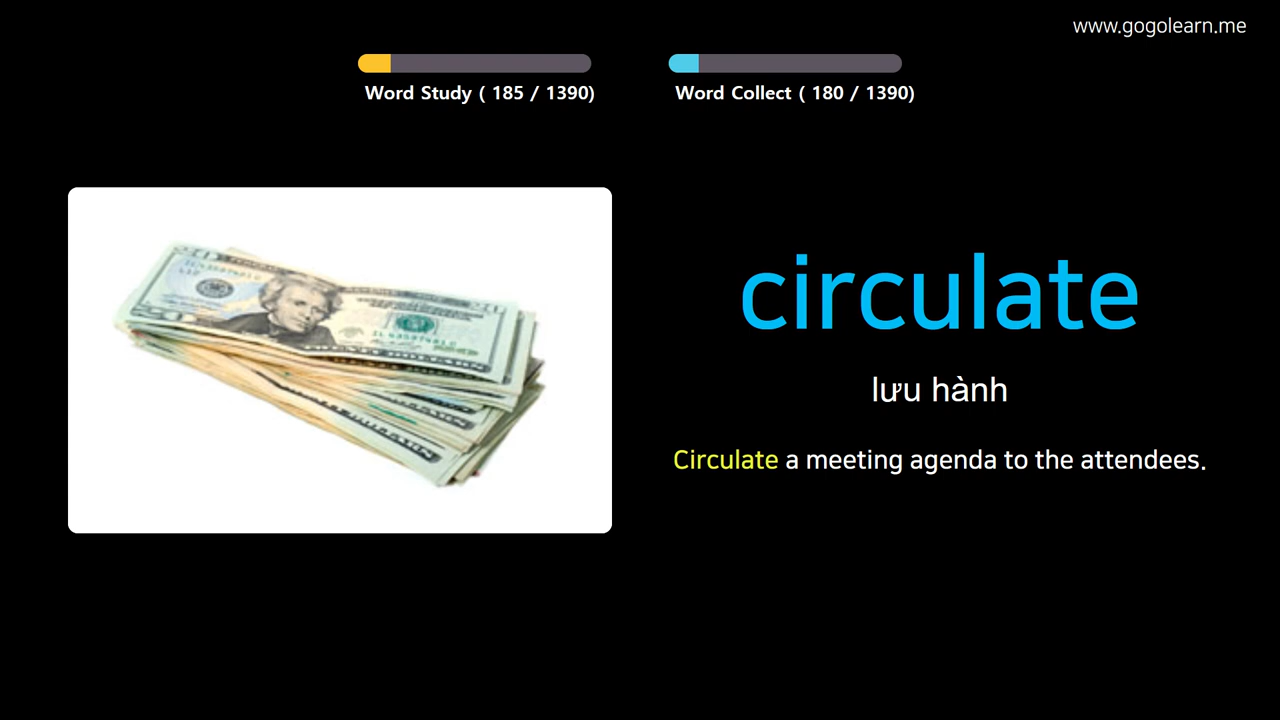 www.gogolearn.me
Word Study ( 185 / 1390)
Word Collect ( 180 / 1390)
circulate
lưu hành
Circulate a meeting agenda to the attendees.